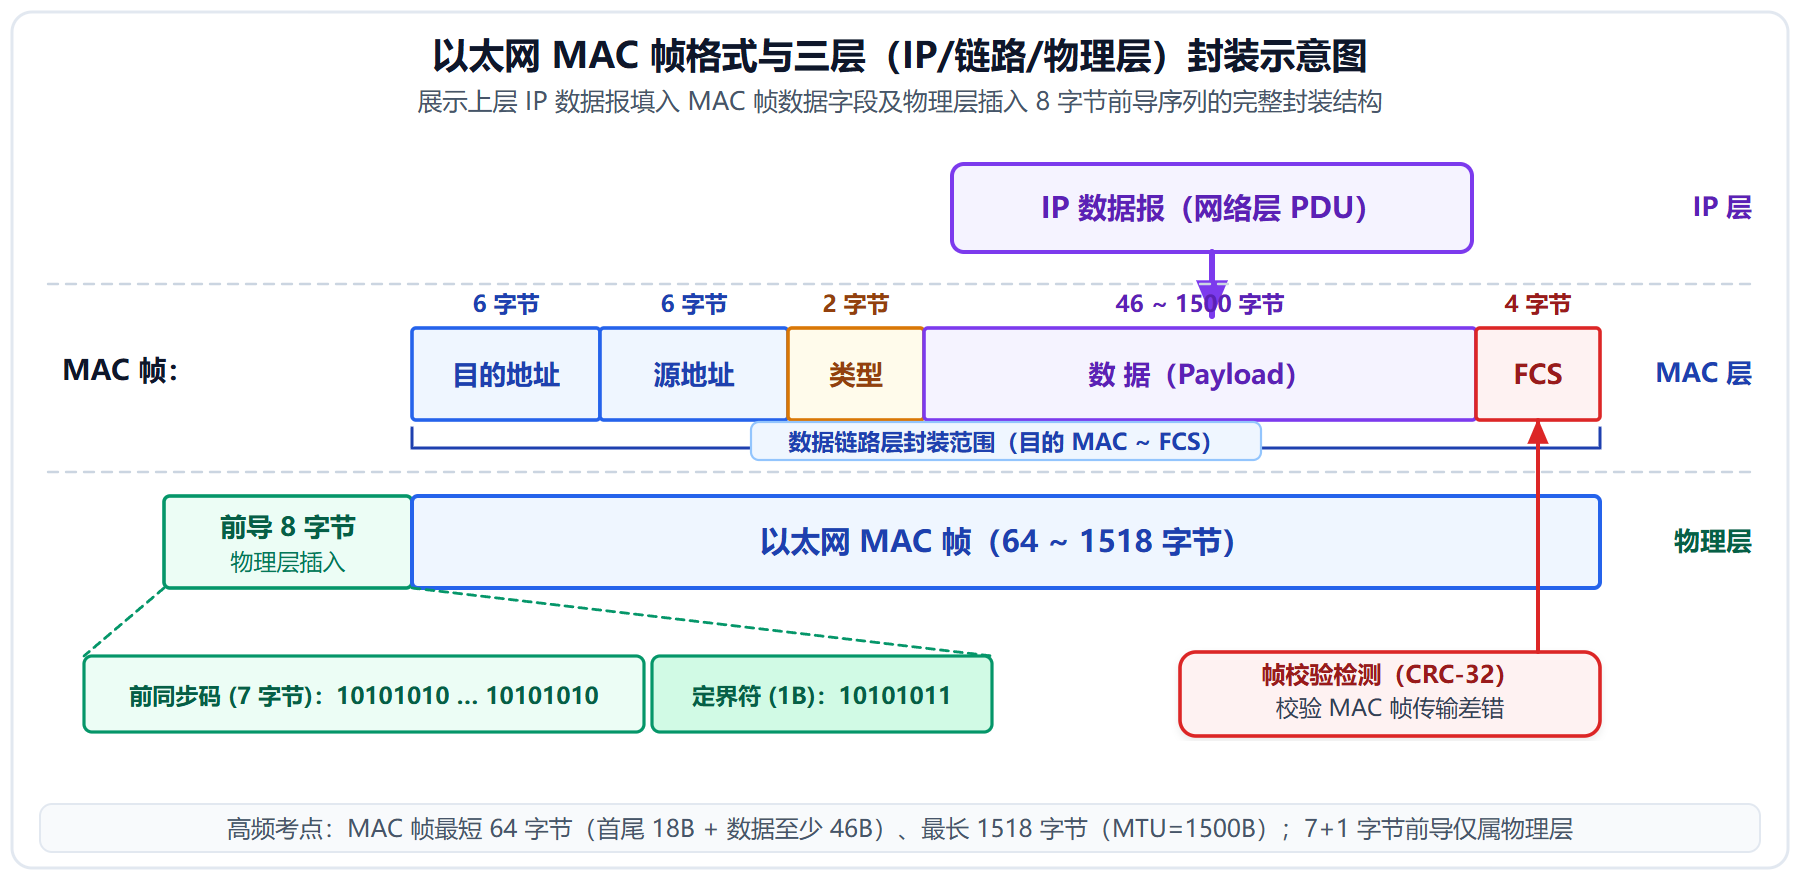 以太网 MAC 帧格式与三层（IP/链路/物理层）封装示意图
展示上层 IP 数据报填入 MAC 帧数据字段及物理层插入 8 字节前导序列的完整封装结构
IP 数据报（网络层 PDU）
IP 层
6 字节
6 字节
2 字节
46 ~ 1500 字节
4 字节
MAC 帧：
目的地址
源地址
类型
数 据（Payload）
FCS
MAC 层
数据链路层封装范围（目的 MAC ~ FCS）
前导 8 字节
物理层插入
以太网 MAC 帧（64 ~ 1518 字节）
物理层
前同步码 (7 字节)：10101010 ... 10101010
定界符 (1B)：10101011
帧校验检测（CRC-32）
校验 MAC 帧传输差错
高频考点：MAC 帧最短 64 字节（首尾 18B + 数据至少 46B）、最长 1518 字节（MTU=1500B）；7+1 字节前导仅属物理层